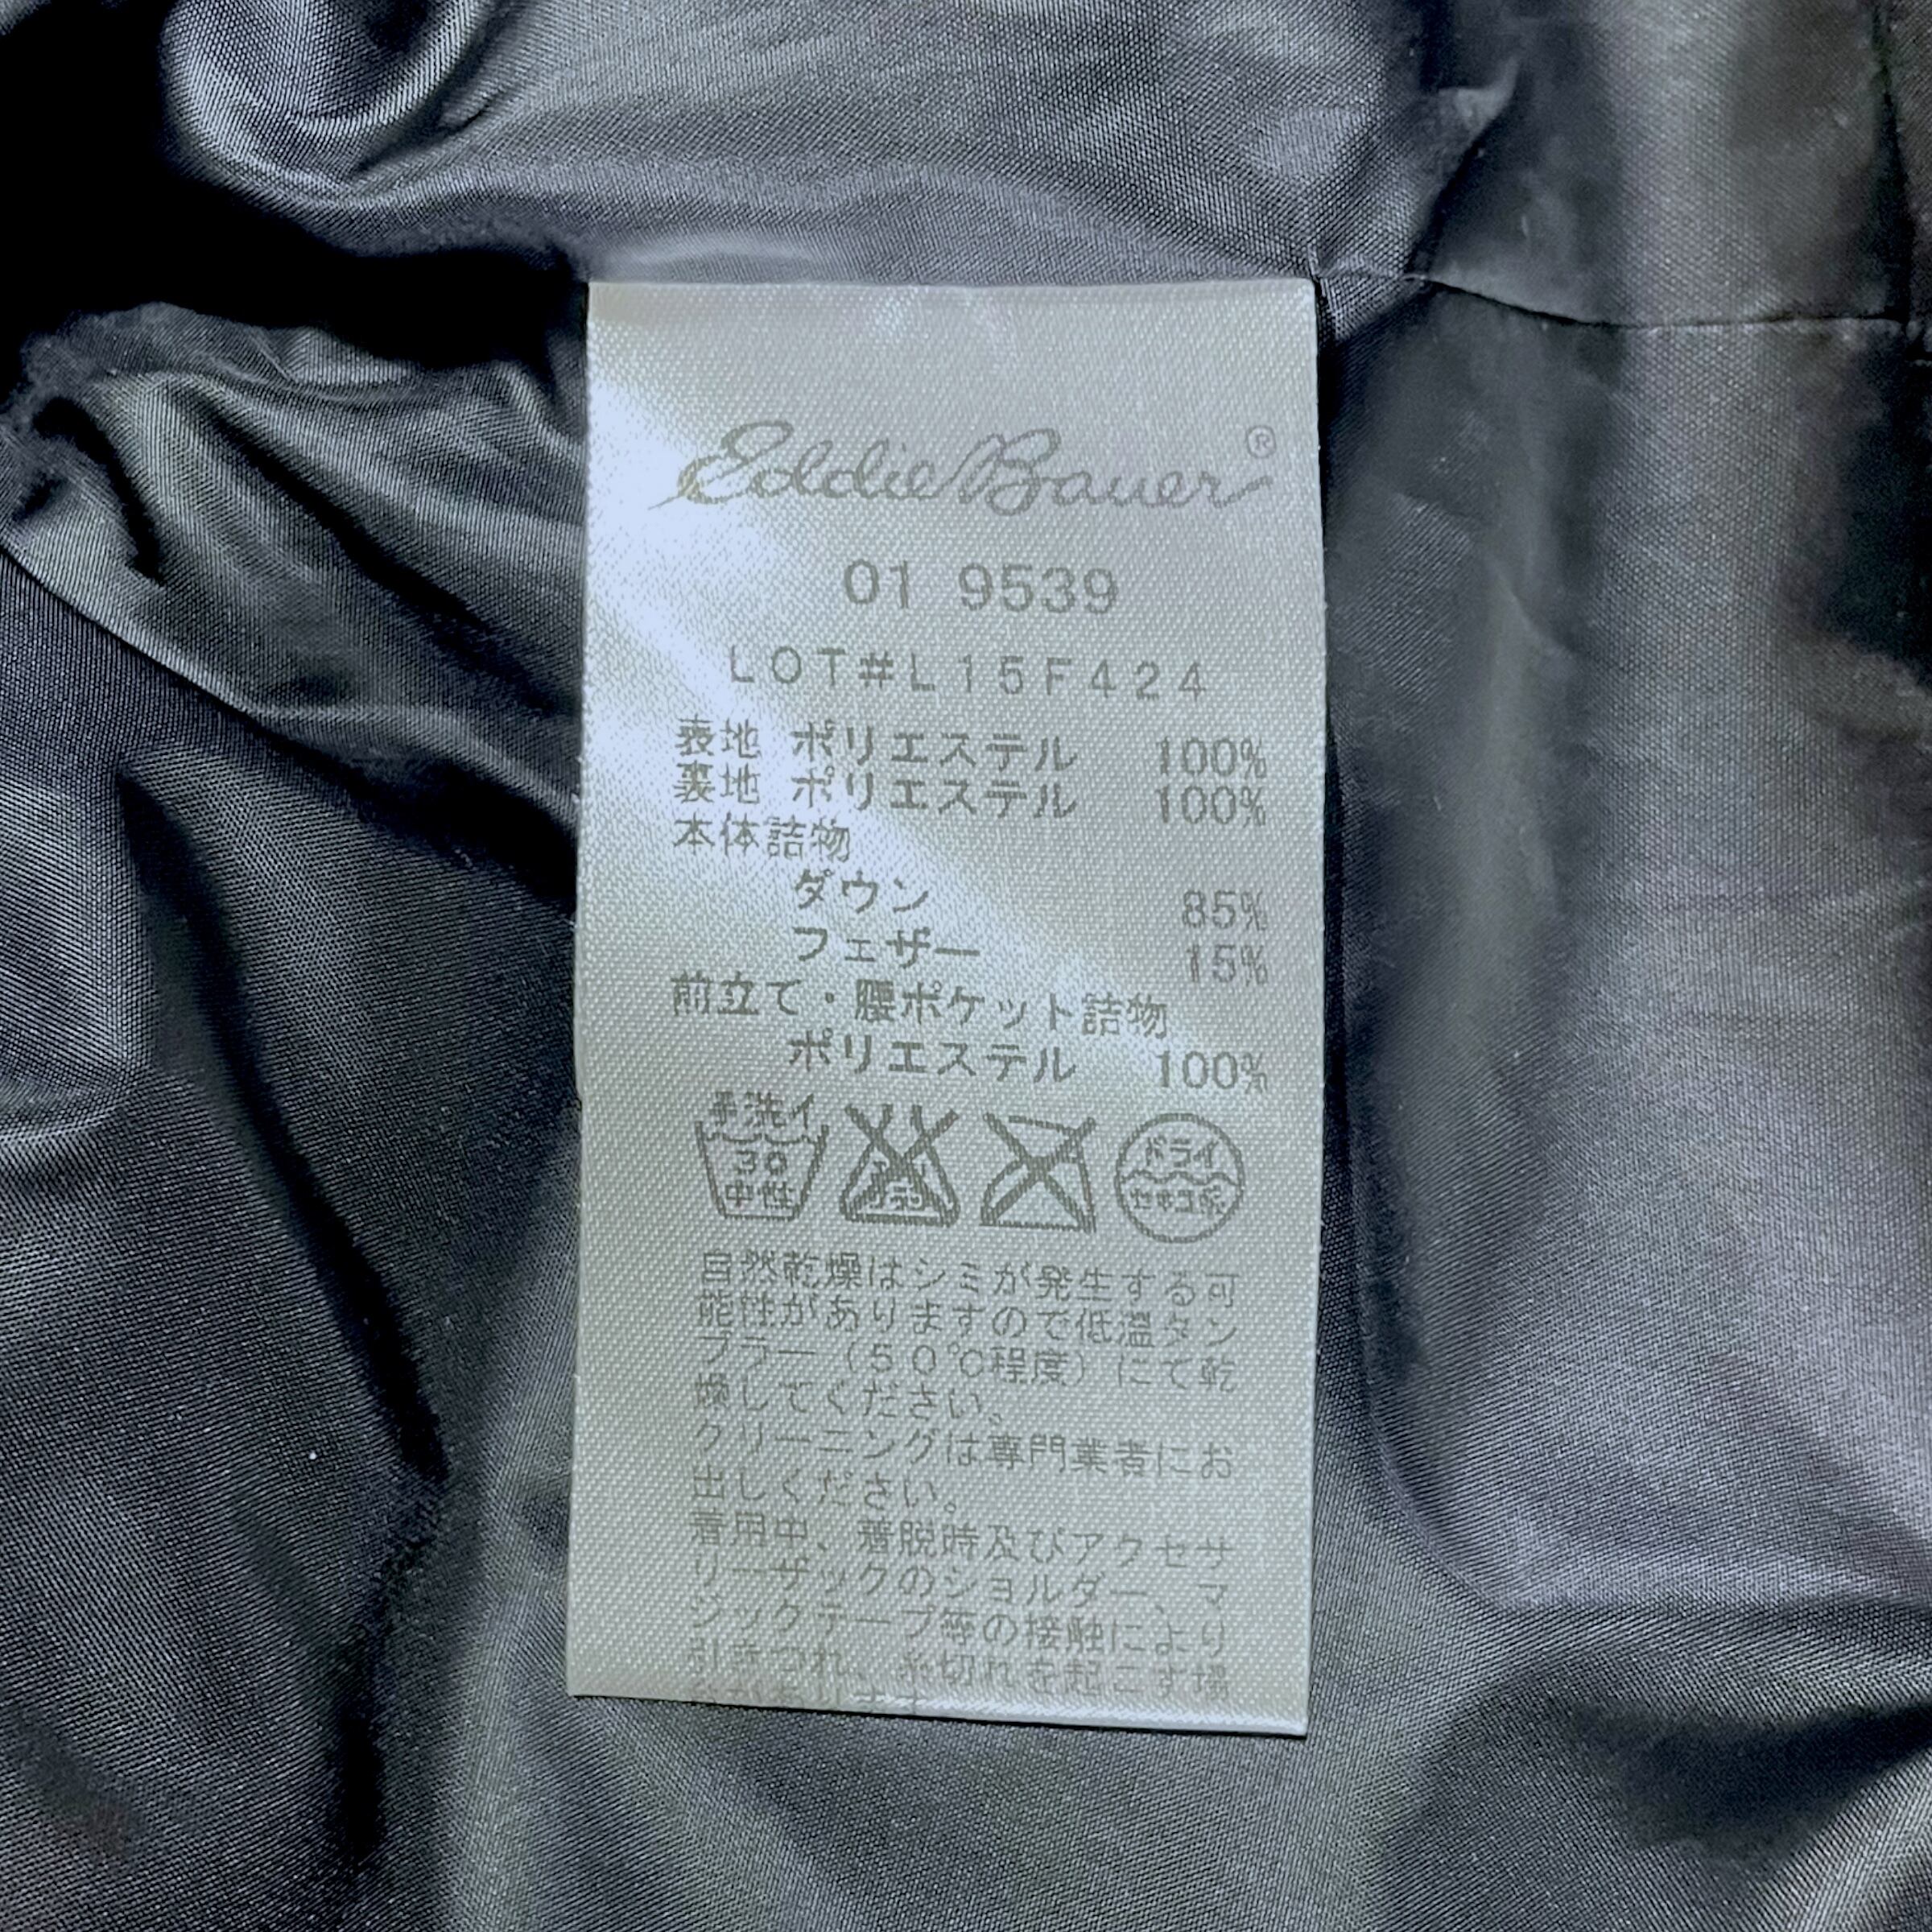 Eddie Bauer®
01 9539
LOT#L15F424
表地 ポリエステル 100%
裏地 ポリエステル 100%
本体詰物
ダウン 85%
フェザー 15%
前立て・腰ポケット詰物
ポリエステル 100%
手洗イ
30
中性
ドライ
セキユ系
自然乾燥はシミが発生する可
能性がありますので低温タン
ブラー(50℃程度)にて乾
燥してください。
クリーニングは専門業者にお
出しください。
着用中、着脱時及びアクセサ
リーザックのショルダー、マ
ジックテープ等の接触により
引きつれ、糸切れを起こす場